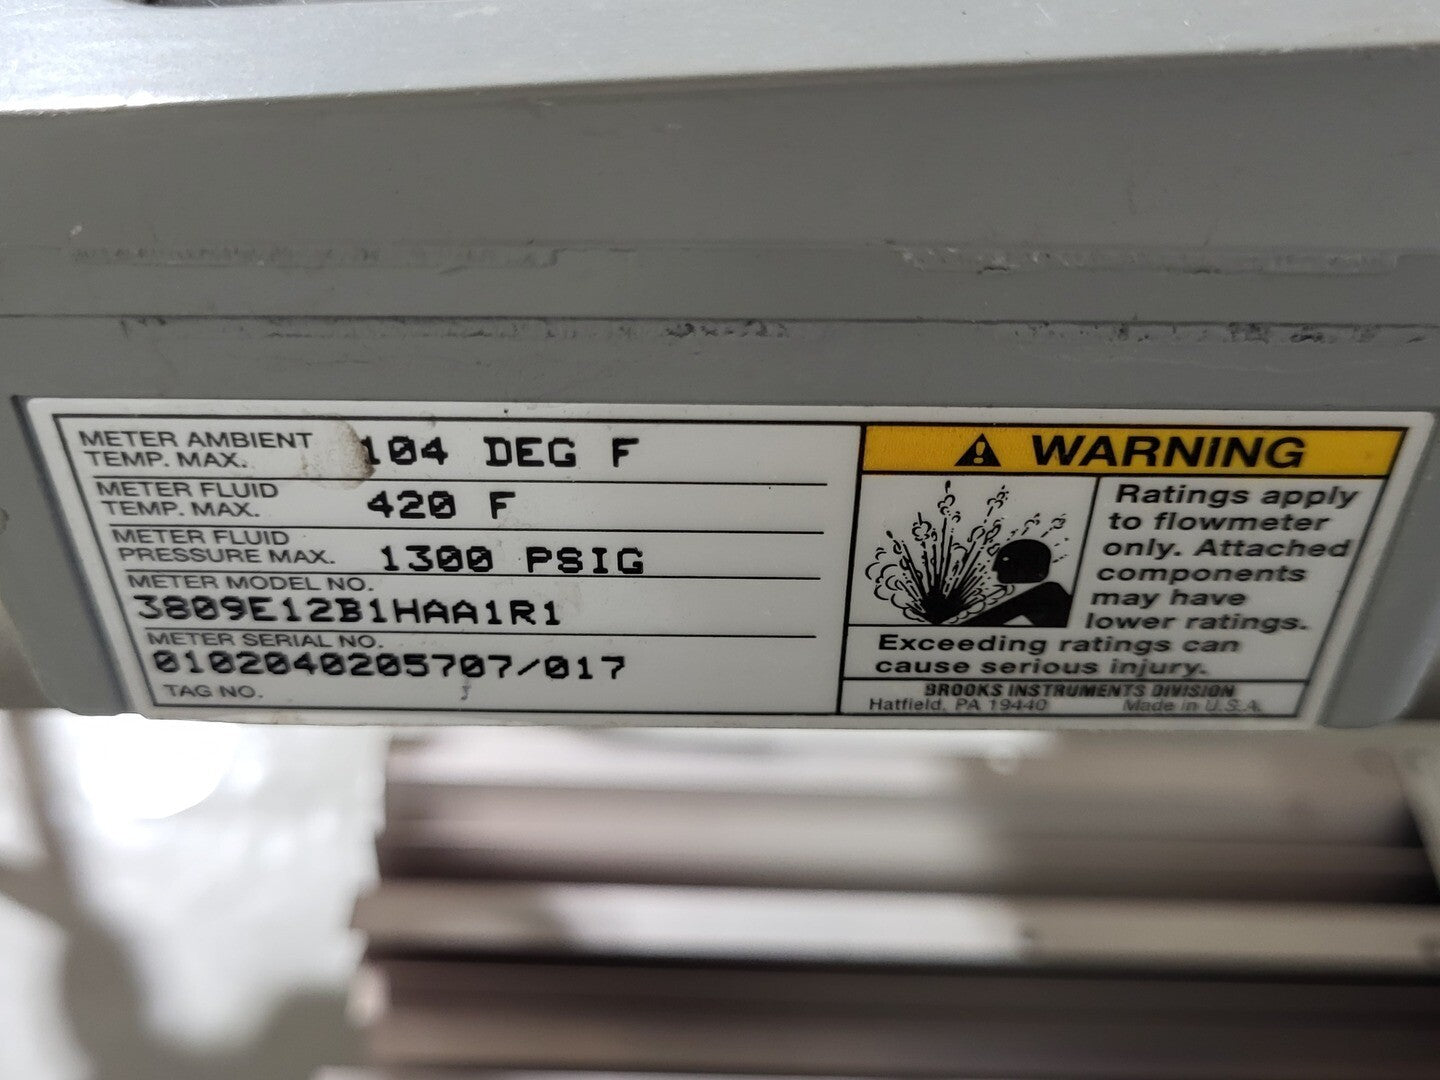 METER AMBIENT
TEMP. MAX. 104 DEG F
METER FLUID
TEMP. MAX. 420 F
METER FLUID
PRESSURE MAX. 1300 PSIG
METER MODEL NO.
3809E12B1HAA1R1
METER SERIAL NO.
0102040205707/017
TAG NO.
WARNING
Ratings apply
to flowmeter
only. Attached
components
may have
lower ratings.
Exceeding ratings can
cause serious injury.
BROOKS INSTRUMENTS DIVISION
Hatfield, PA 19440 Made in U.S.A.